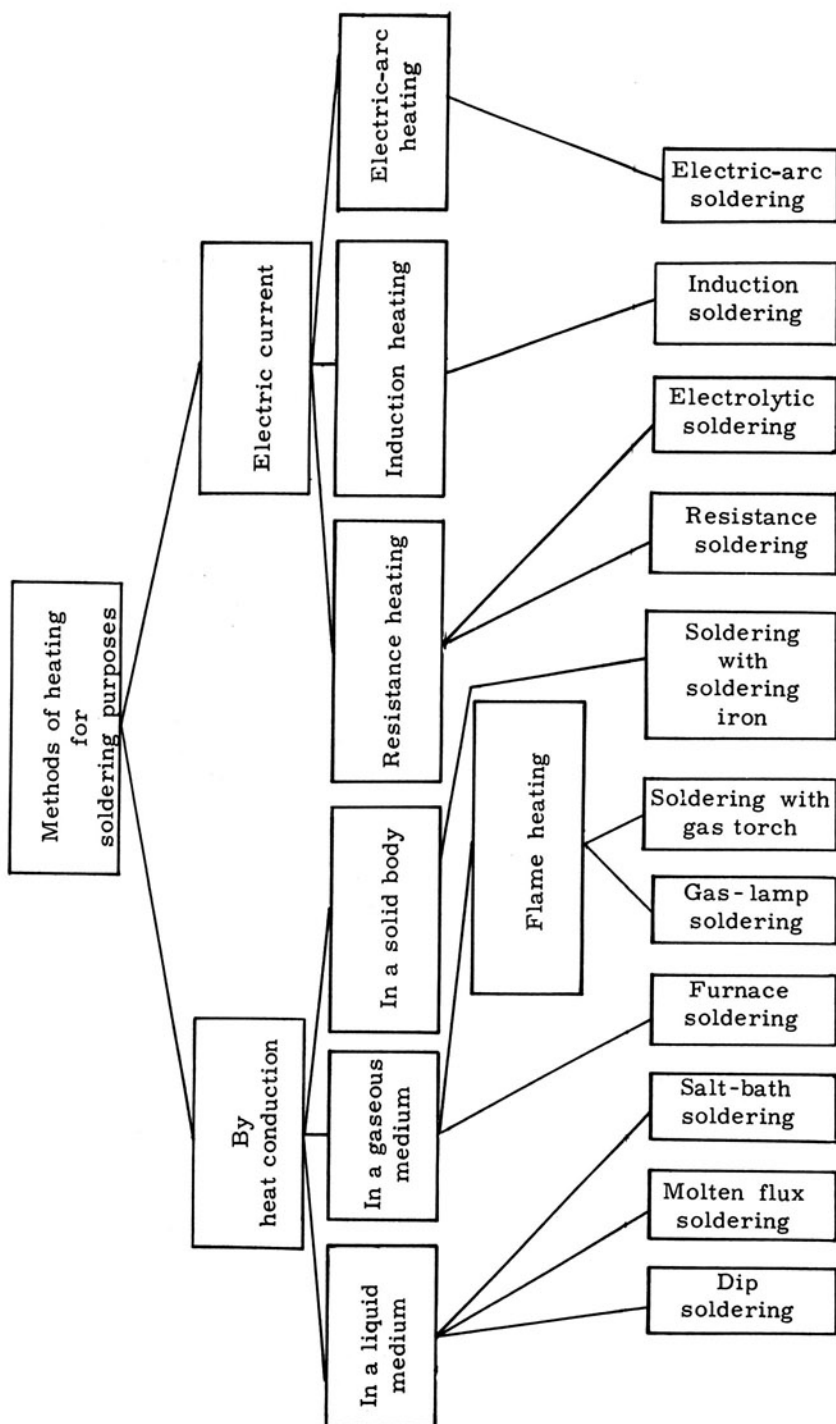 Methods of heating
for
soldering purposes
By
heat conduction
Electric current
In a liquid
medium
In a gaseous
medium
In a solid body
Resistance heating
Induction heating
Electric-arc
heating
Flame heating
Dip
soldering
Molten flux
soldering
Salt-bath
soldering
Furnace
soldering
Gas-lamp
soldering
Soldering with
gas torch
Soldering
with
soldering
iron
Resistance
soldering
Electrolytic
soldering
Induction
soldering
Electric-arc
soldering